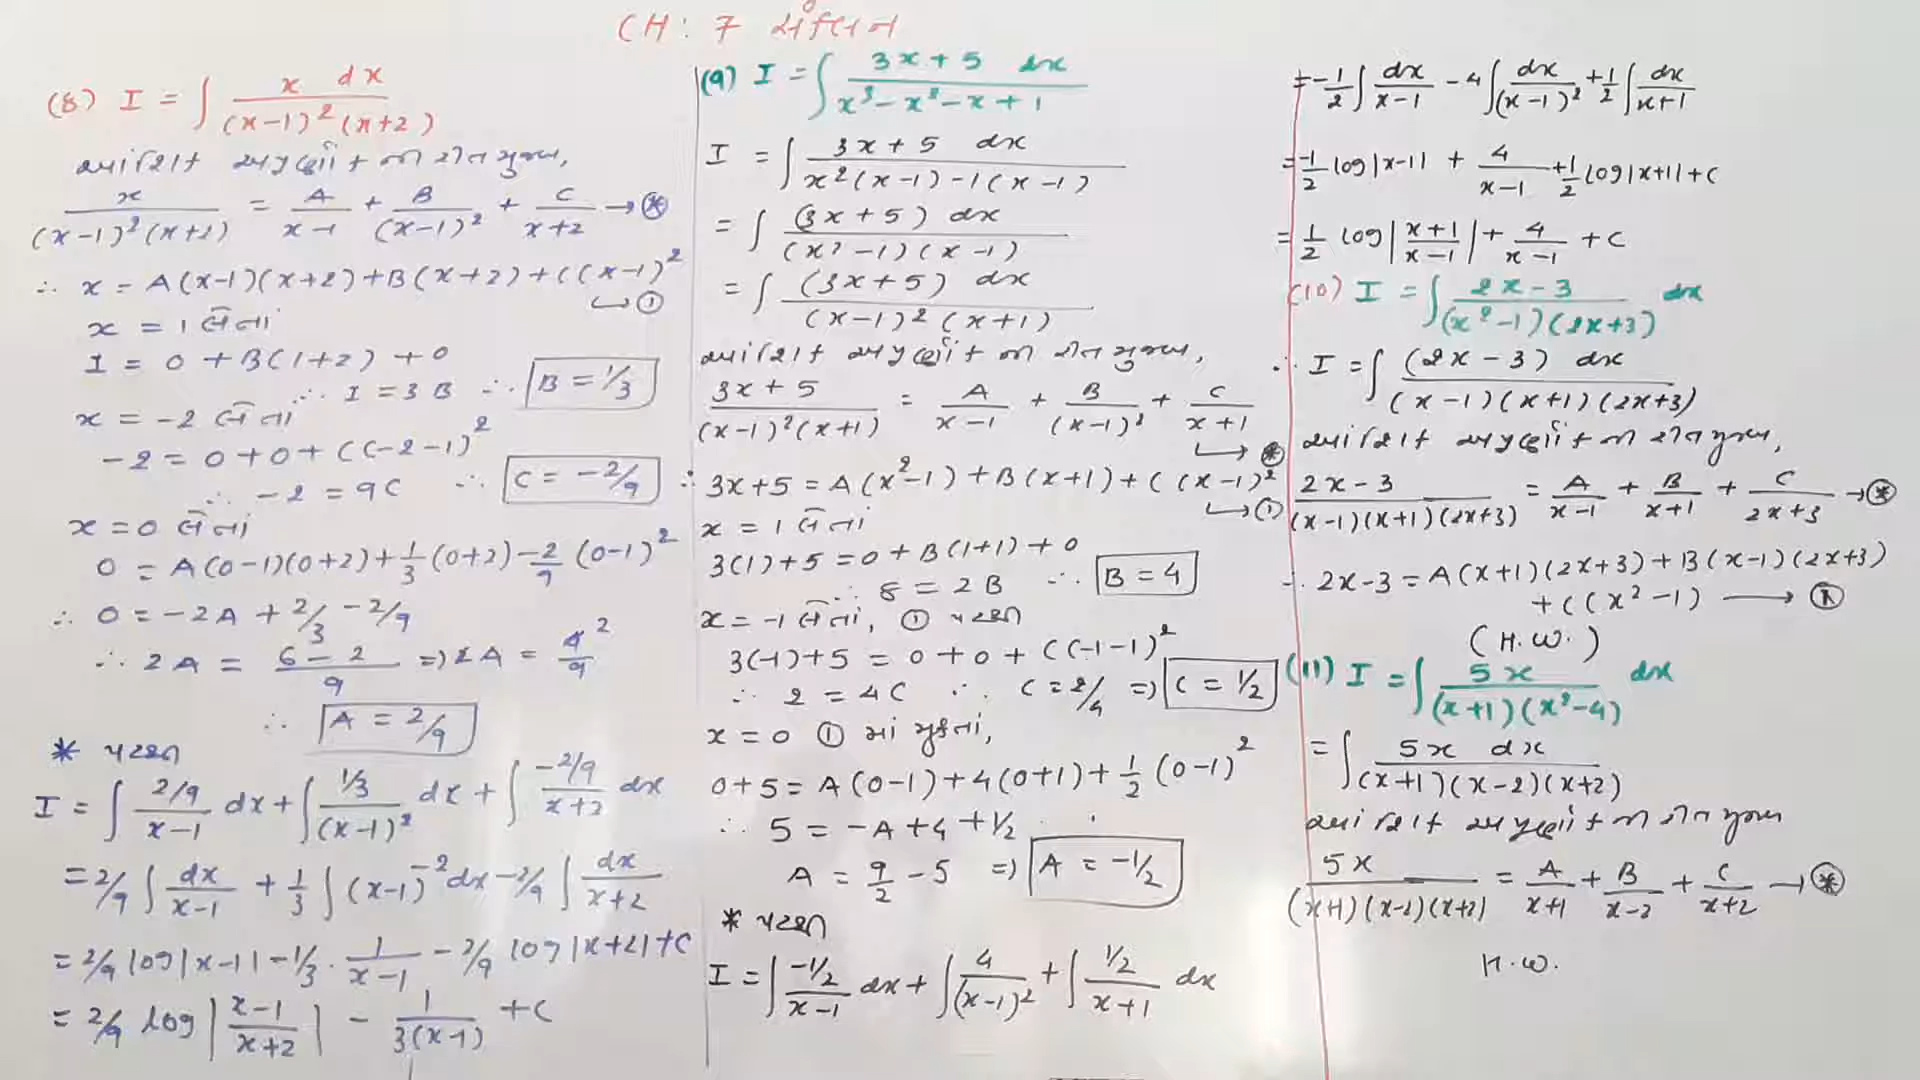 CH: 7 સંકલન
(8) I = ∫ x dx / (x-1)² (x+2)
આંશિક અપૂર્ણાંકની રીત મુજબ,
x / (x-1)²(x+2) = A/x-1 + B/(x-1)² + C/x+2 → ⊛
∴ x = A(x-1)(x+2) + B(x+2) + C(x-1)²
↳ ①
x = 1 લેતાં
1 = 0 + B(1+2) + 0
∴ 1 = 3B ∴ B = 1/3
x = -2 લેતાં
-2 = 0 + 0 + C(-2-1)²
∴ -2 = 9C ∴ C = -2/9
x = 0 લેતાં
0 = A(0-1)(0+2) + 1/3 (0+2) - 2/9 (0-1)²
∴ 0 = -2A + 2/3 - 2/9
∴ 2A = 6-2 / 9 ⇒ 2A = 4/9 2
∴ A = 2/9
* પરથી
I = ∫ 2/9 / x-1 dx + ∫ 1/3 / (x-1)² dx + ∫ -2/9 / x+2 dx
= 2/9 ∫ dx / x-1 + 1/3 ∫ (x-1)⁻² dx - 2/9 ∫ dx / x+2
= 2/9 log|x-1| - 1/3 . 1 / x-1 - 2/9 log|x+2| + C
= 2/9 log | x-1 / x+2 | - 1 / 3(x-1) + C
(9) I = ∫ 3x+5 dx / x³-x²-x+1
I = ∫ 3x+5 dx / x²(x-1)-1(x-1)
= ∫ (3x+5) dx / (x²-1)(x-1)
= ∫ (3x+5) dx / (x-1)²(x+1)
આંશિક અપૂર્ણાંકની રીત મુજબ,
3x+5 / (x-1)²(x+1) = A/x-1 + B/(x-1)² + C/x+1
↳ ⊛
∴ 3x+5 = A(x²-1) + B(x+1) + C(x-1)²
↳ ①
x = 1 લેતાં
3(1)+5 = 0 + B(1+1) + 0
∴ 8 = 2B ∴ B = 4
x = -1 લેતાં, ① પરથી
3(-1)+5 = 0 + 0 + C(-1-1)²
∴ 2 = 4C ∴ C = 2/4 ⇒ C = 1/2
x = 0 ① માં મુકતાં,
0+5 = A(0-1) + 4(0+1) + 1/2 (0-1)²
∴ 5 = -A + 4 + 1/2
A = 9/2 - 5 ⇒ A = -1/2
* પરથી
I = ∫ -1/2 / x-1 dx + ∫ 4 / (x-1)² + ∫ 1/2 / x+1 dx
= -1/2 ∫ dx / x-1 - 4 ∫ dx / (x-1)² + 1/2 ∫ dx / x+1
= -1/2 log|x-1| + 4 / x-1 + 1/2 log|x+1| + C
= 1/2 log | x+1 / x-1 | + 4 / x-1 + C
(10) I = ∫ 2x-3 / (x²-1)(2x+3) dx
∴ I = ∫ (2x-3) dx / (x-1)(x+1)(2x+3)
આંશિક અપૂર્ણાંકની રીત મુજબ,
2x-3 / (x-1)(x+1)(2x+3) = A/x-1 + B/x+1 + C/2x+3 → ⊛
∴ 2x-3 = A(x+1)(2x+3) + B(x-1)(2x+3)
+ C(x²-1) → ①
(H.W.)
(11) I = ∫ 5x / (x+1)(x²-4) dx
= ∫ 5x dx / (x+1)(x-2)(x+2)
આંશિક અપૂર્ણાંકની રીત મુજબ
5x / (x+1)(x-2)(x+2) = A/x+1 + B/x-2 + C/x+2 → ⊛
H.W.